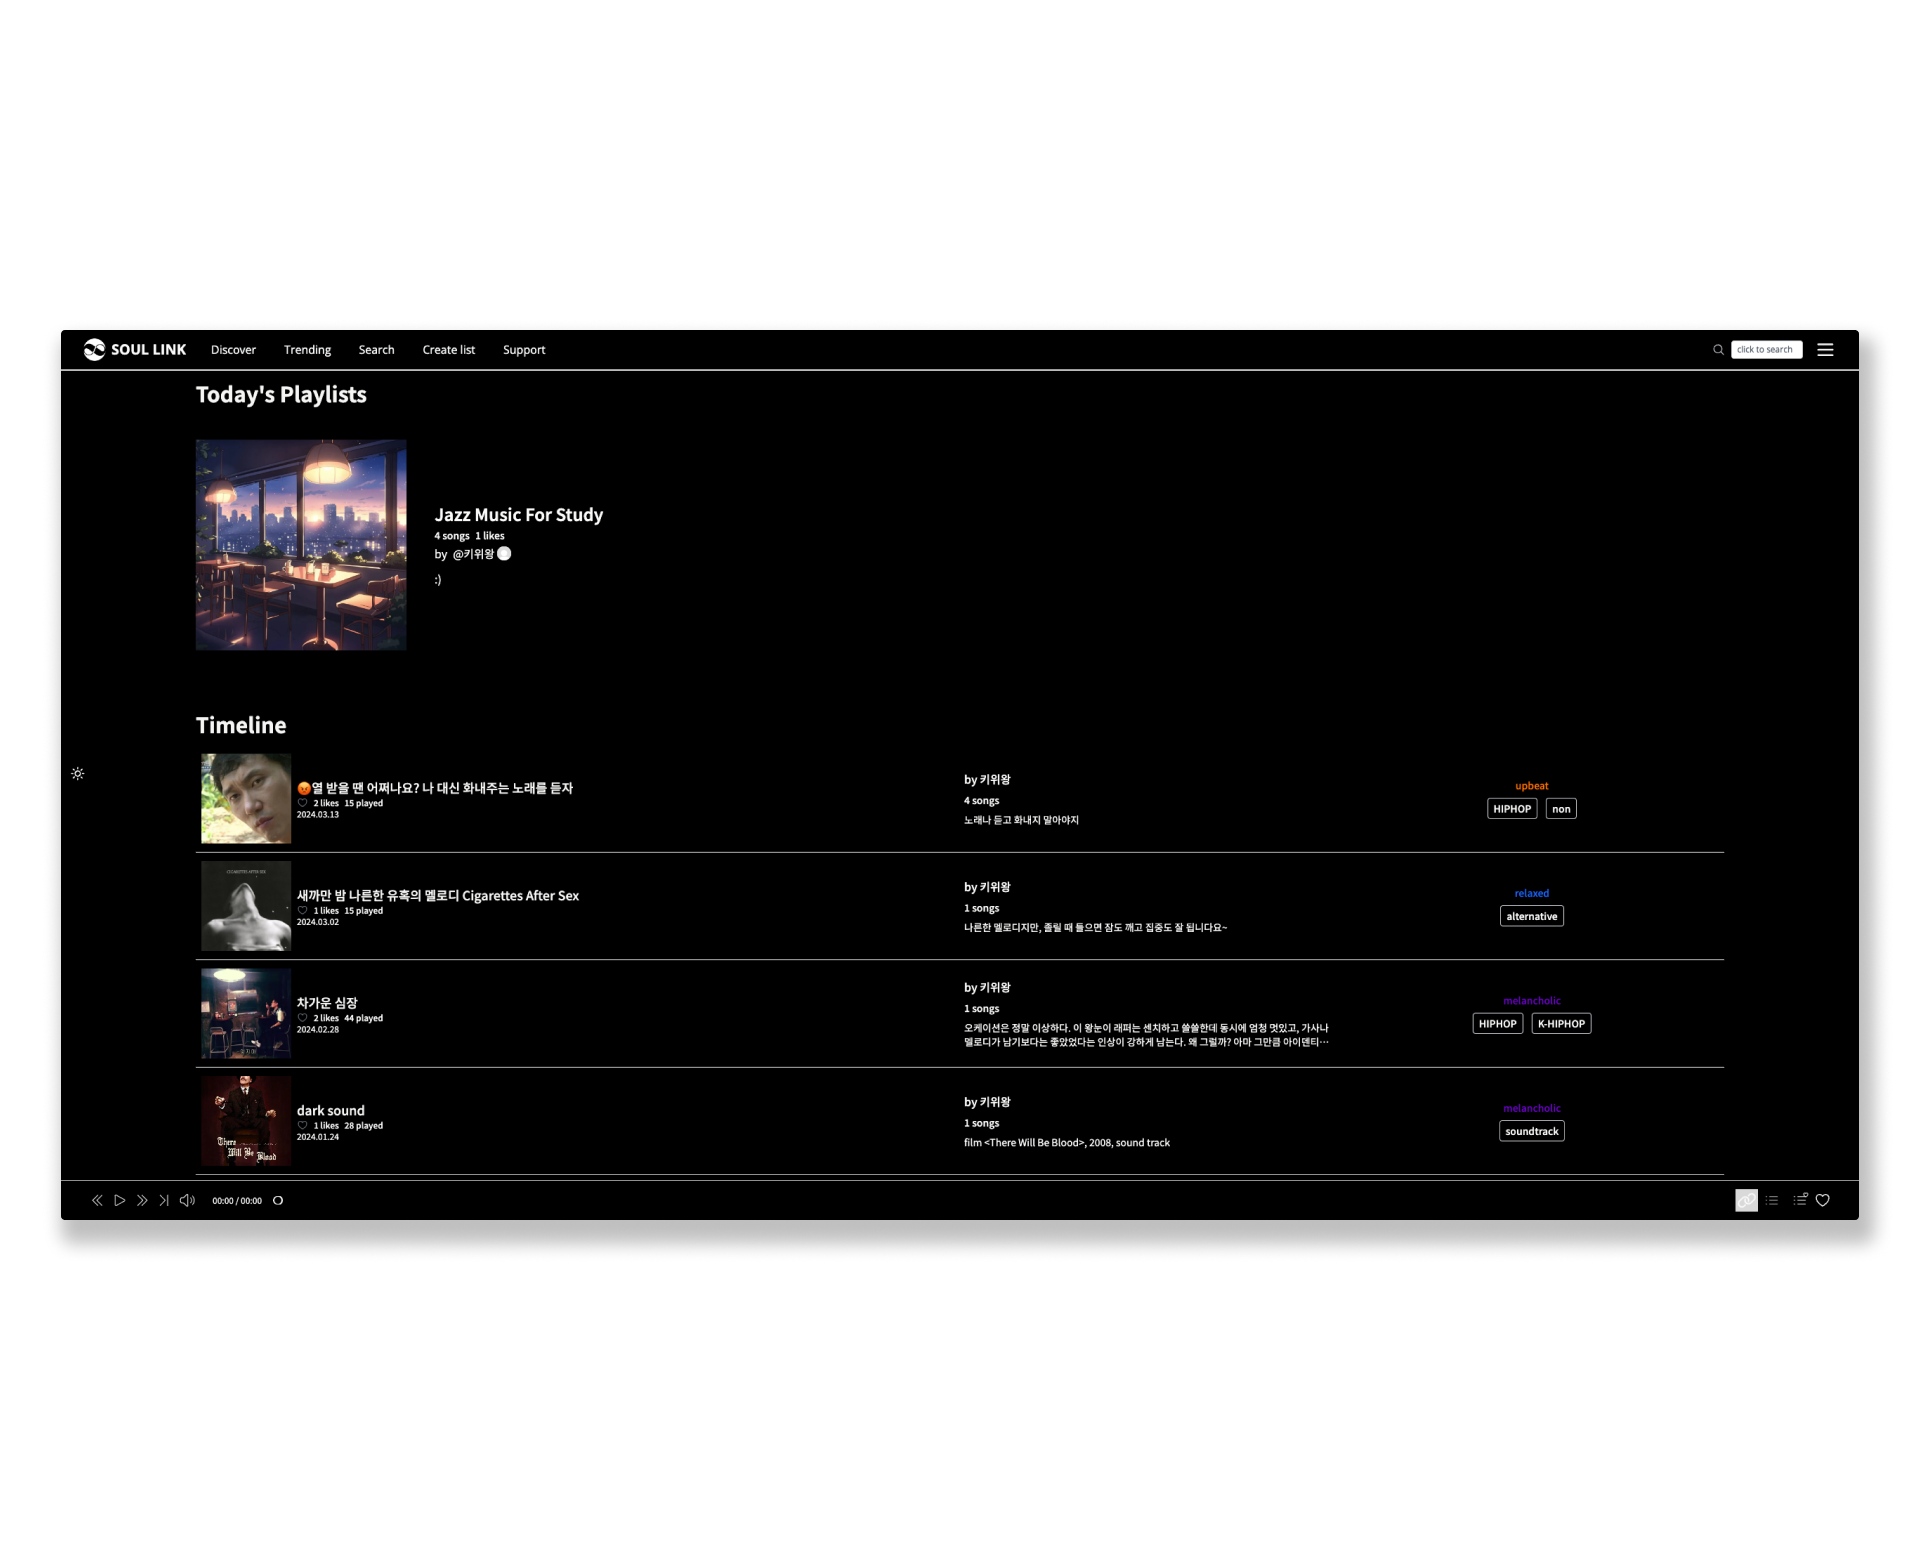 SOUL LINK Discover Trending Search Create list Support click to search
Today's Playlists
Jazz Music For Study
4 songs 1 likes
by @키위왕
:)
Timeline
😡열 받을 땐 어쩌나요? 나 대신 화내주는 노래를 듣자
2 likes 15 played
2024.03.13
by 키위왕
4 songs
노래나 듣고 화내지 말아야지
upbeat
HIPHOP non
CIGARETTES AFTER SEX
새까만 밤 나른한 유혹의 멜로디 Cigarettes After Sex
1 likes 15 played
2024.03.02
by 키위왕
1 songs
나른한 멜로디지만, 졸릴 때 들으면 잠도 깨고 집중도 잘 됩니다요~
relaxed
alternative
차가운 심장
2 likes 44 played
2024.02.28
by 키위왕
1 songs
오케이션은 정말 이상하다. 이 왕눈이 래퍼는 센치하고 쓸쓸한데 동시에 엄청 멋있고, 가사나
멜로디가 남기보다는 좋았었다는 인상이 강하게 남는다. 왜 그럴까? 아마 그만큼 아이덴티…
melancholic
HIPHOP K-HIPHOP
There
Will Be Blood
dark sound
1 likes 28 played
2024.01.24
by 키위왕
1 songs
film <There Will Be Blood>, 2008, sound track
melancholic
soundtrack
00:00 / 00:00